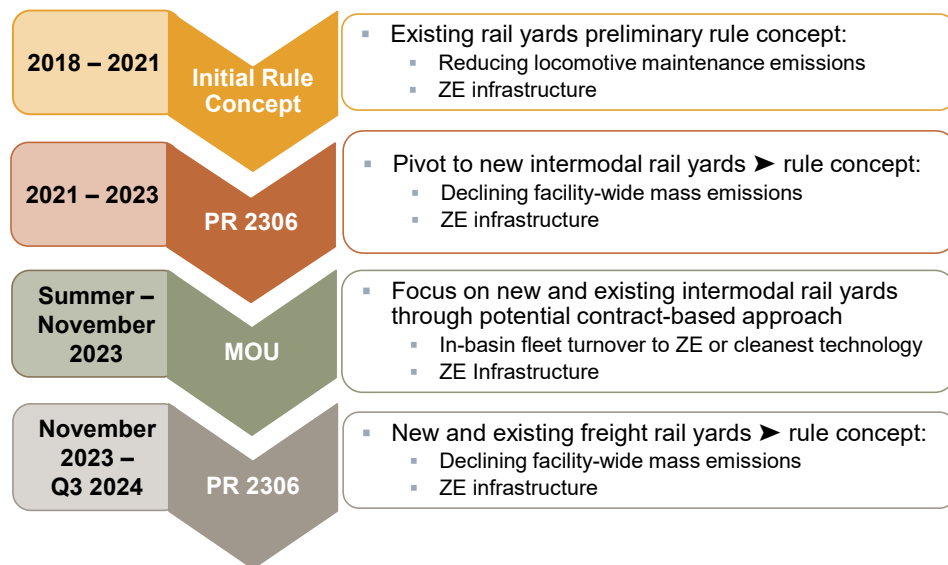 2018 – 2021
Initial Rule
Concept
▪ Existing rail yards preliminary rule concept:
▪ Reducing locomotive maintenance emissions
▪ ZE infrastructure
2021 – 2023
PR 2306
▪ Pivot to new intermodal rail yards ➤ rule concept:
▪ Declining facility-wide mass emissions
▪ ZE infrastructure
Summer –
November
2023
MOU
▪ Focus on new and existing intermodal rail yards
through potential contract-based approach
▪ In-basin fleet turnover to ZE or cleanest technology
▪ ZE Infrastructure
November
2023 –
Q3 2024
PR 2306
▪ New and existing freight rail yards ➤ rule concept:
▪ Declining facility-wide mass emissions
▪ ZE infrastructure